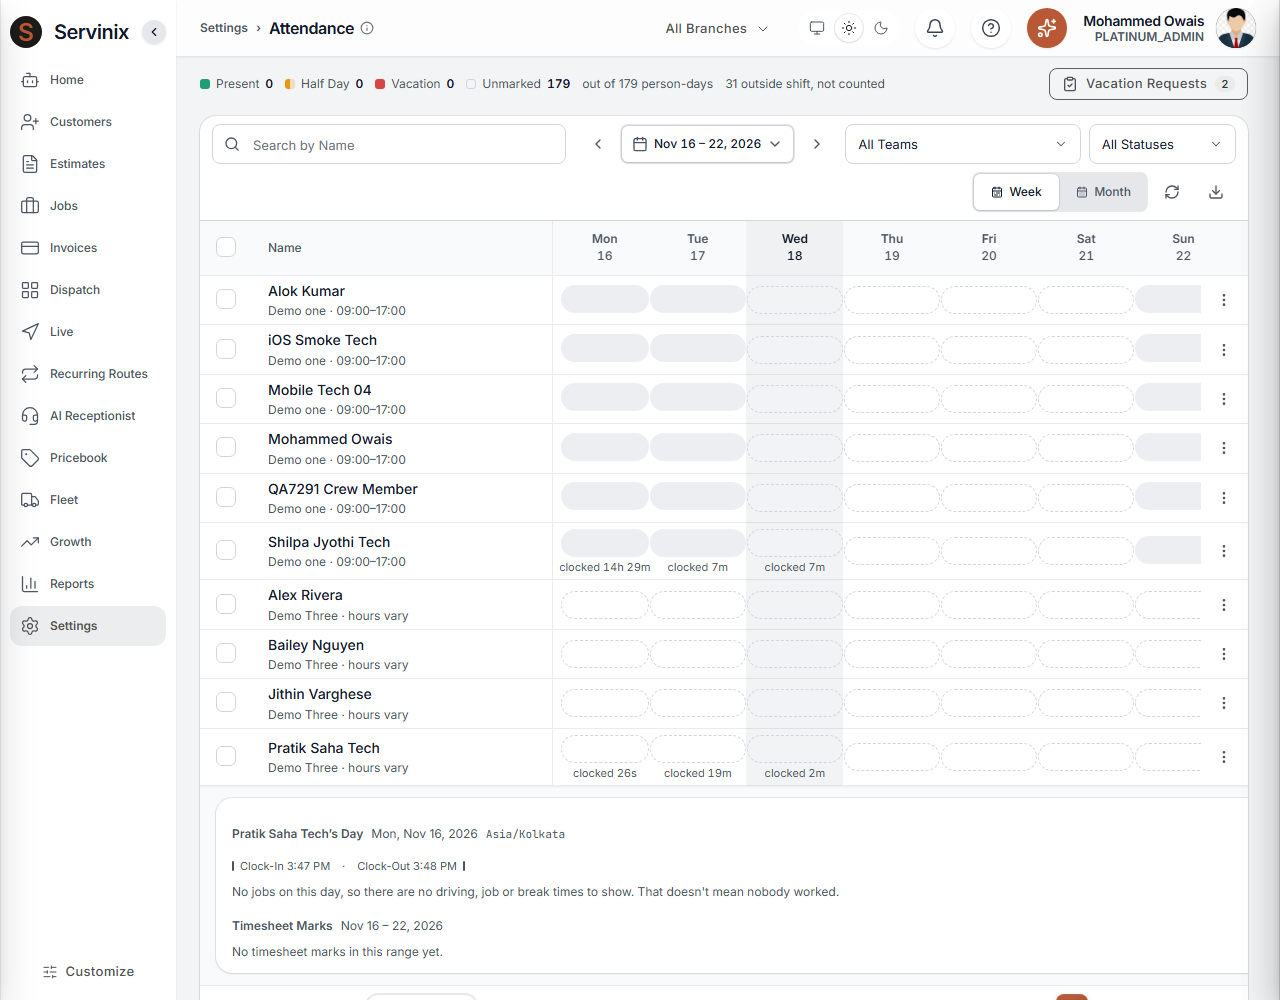 Servinix
Settings › Attendance
All Branches
Mohammed Owais
PLATINUM_ADMIN
Home
Customers
Estimates
Jobs
Invoices
Dispatch
Live
Recurring Routes
AI Receptionist
Pricebook
Fleet
Growth
Reports
Settings
Customize
Present 0 Half Day 0 Vacation 0 Unmarked 179 out of 179 person-days 31 outside shift, not counted
Vacation Requests 2
Search by Name
Nov 16 – 22, 2026
All Teams
All Statuses
Week Month
Name Mon 16 Tue 17 Wed 18 Thu 19 Fri 20 Sat 21 Sun 22
Alok Kumar
Demo one · 09:00–17:00
iOS Smoke Tech
Demo one · 09:00–17:00
Mobile Tech 04
Demo one · 09:00–17:00
Mohammed Owais
Demo one · 09:00–17:00
QA7291 Crew Member
Demo one · 09:00–17:00
Shilpa Jyothi Tech
Demo one · 09:00–17:00
clocked 14h 29m clocked 7m clocked 7m
Alex Rivera
Demo Three · hours vary
Bailey Nguyen
Demo Three · hours vary
Jithin Varghese
Demo Three · hours vary
Pratik Saha Tech
Demo Three · hours vary
clocked 26s clocked 19m clocked 2m
Pratik Saha Tech’s Day Mon, Nov 16, 2026 Asia/Kolkata
Clock-In 3:47 PM · Clock-Out 3:48 PM
No jobs on this day, so there are no driving, job or break times to show. That doesn't mean nobody worked.
Timesheet Marks Nov 16 – 22, 2026
No timesheet marks in this range yet.